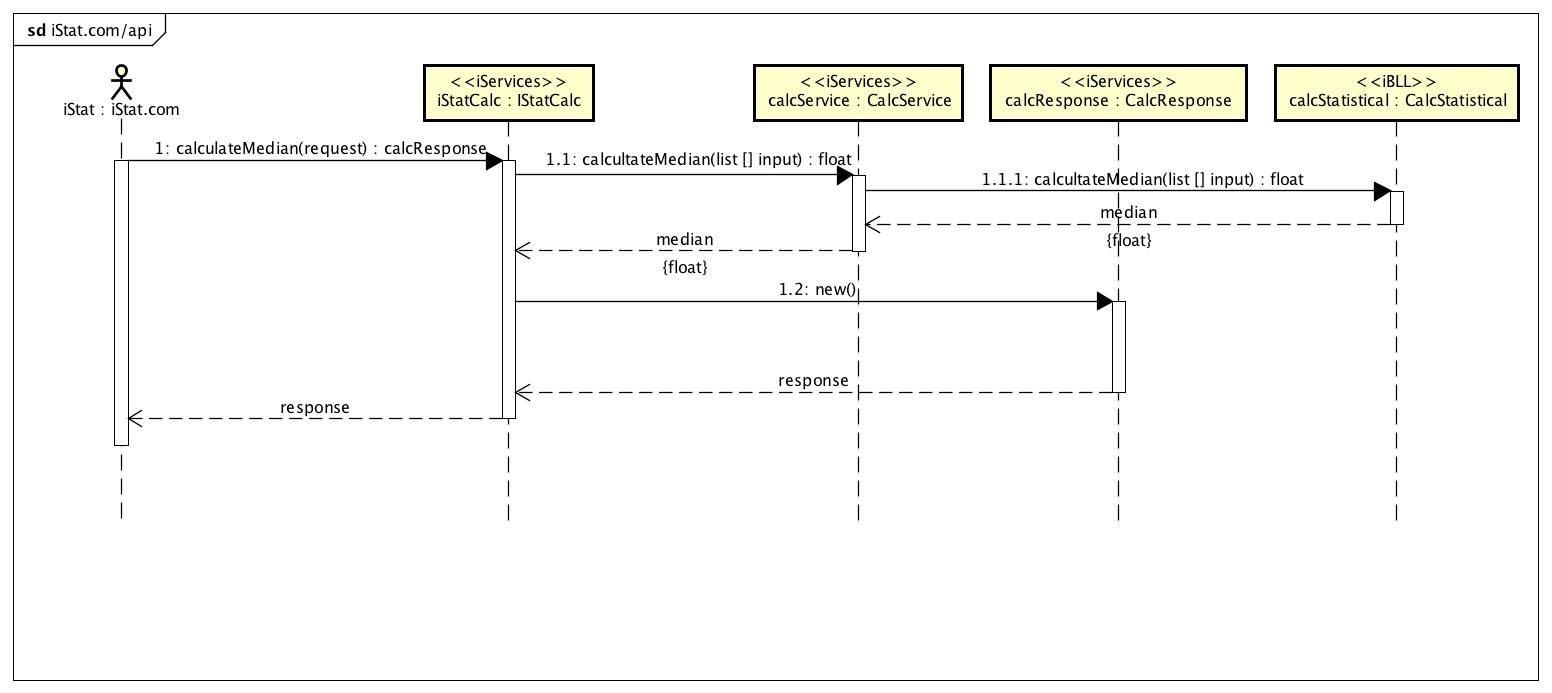 sd iStat.com/api
iStat : iStat.com
<<iServices>>
iStatCalc : IStatCalc
<<iServices>>
calcService : CalcService
<<iServices>>
calcResponse : CalcResponse
<<iBLL>>
calcStatistical : CalcStatistical
1: calculateMedian(request) : calcResponse
1.1: calcultateMedian(list [] input) : float
1.1.1: calcultateMedian(list [] input) : float
median
{float}
median
{float}
1.2: new()
response
response